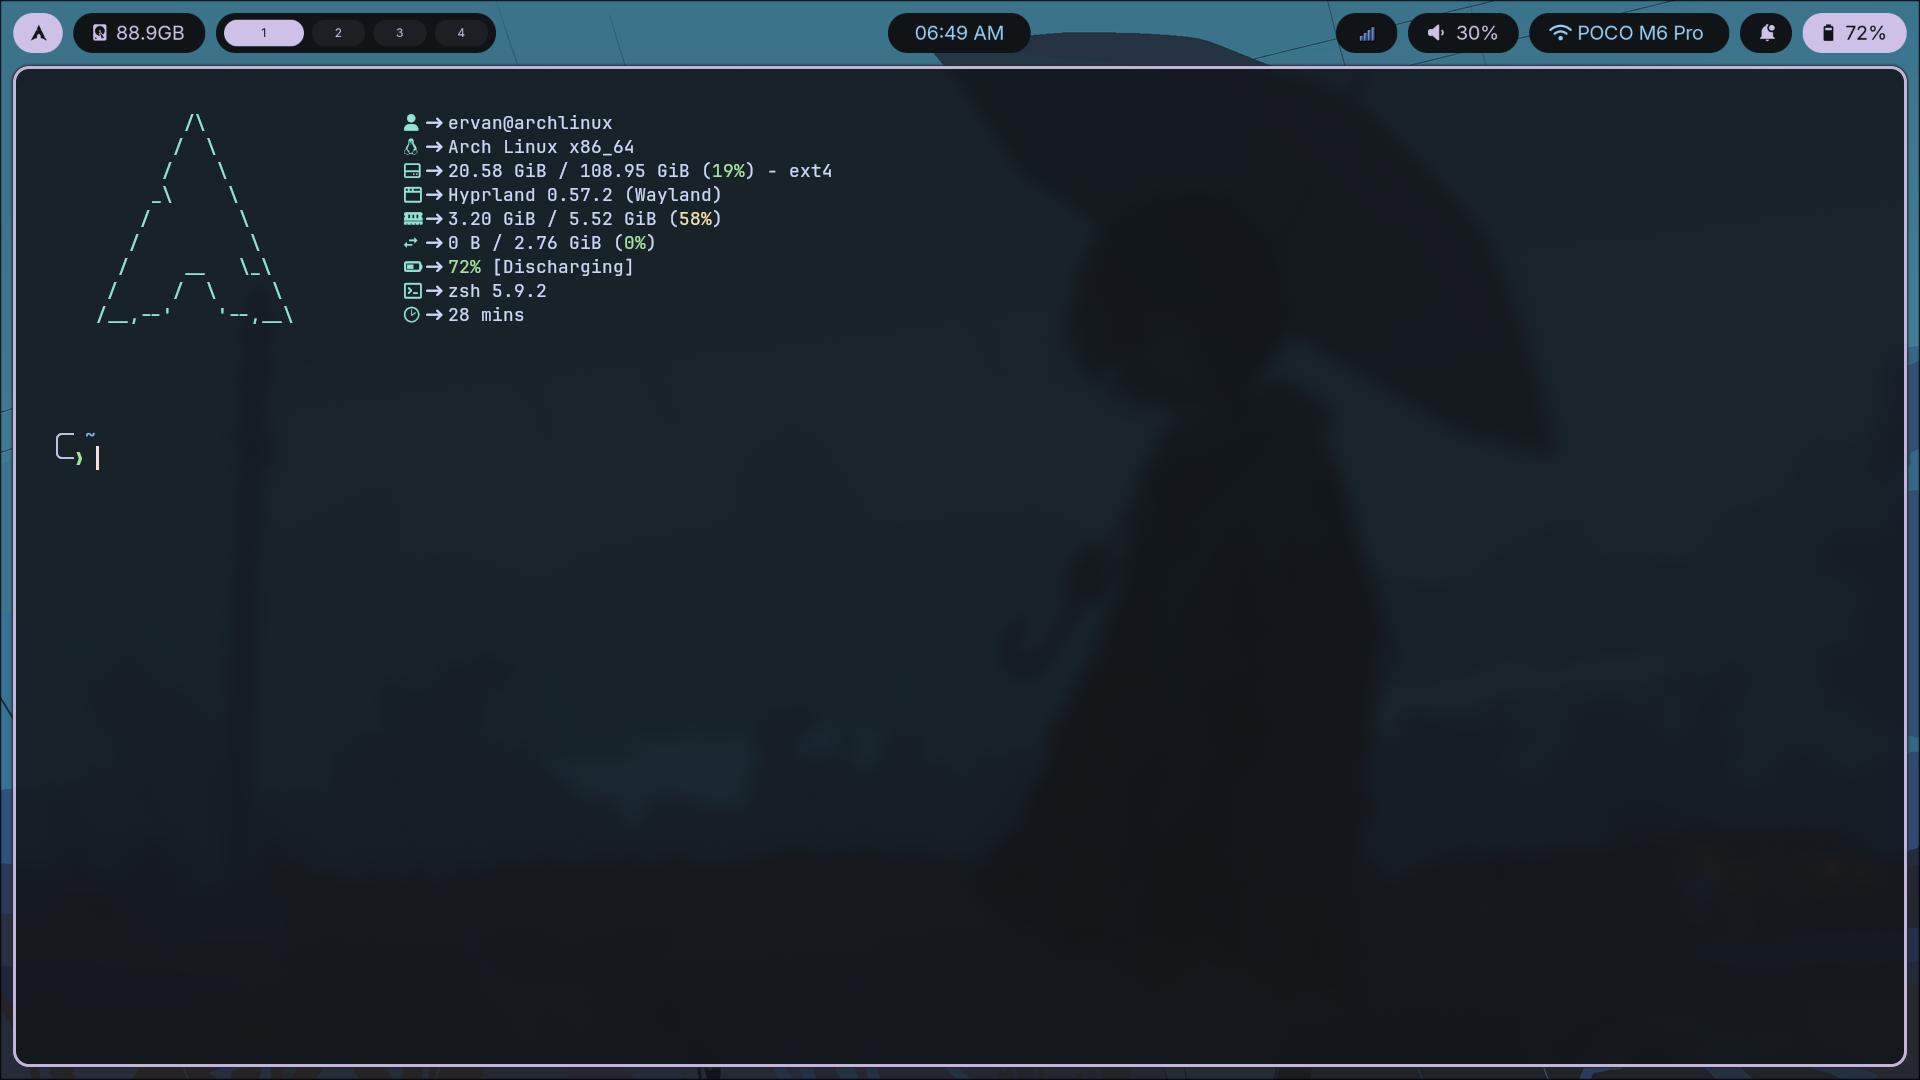 88.9GB
1 2 3 4
06:49 AM
30%
POCO M6 Pro
72%
ervan@archlinux
Arch Linux x86_64
20.58 GiB / 108.95 GiB (19%) - ext4
Hyprland 0.57.2 (Wayland)
3.20 GiB / 5.52 GiB (58%)
0 B / 2.76 GiB (0%)
72% [Discharging]
zsh 5.9.2
28 mins
~